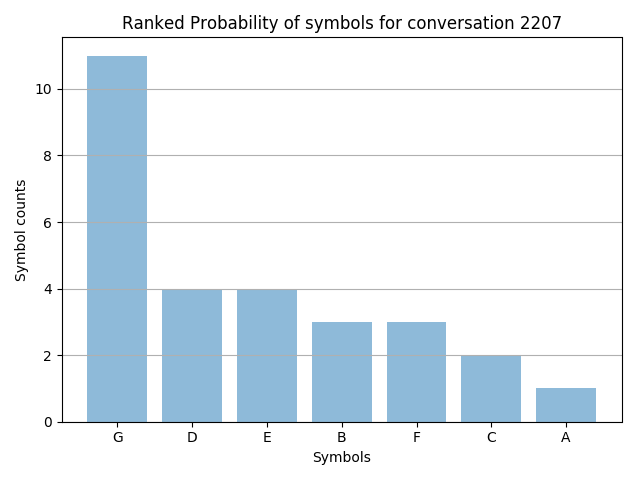 Ranked Probability of symbols for conversation 2207
Symbol counts
10
8
6
4
2
0
G D E B F C A
Symbols